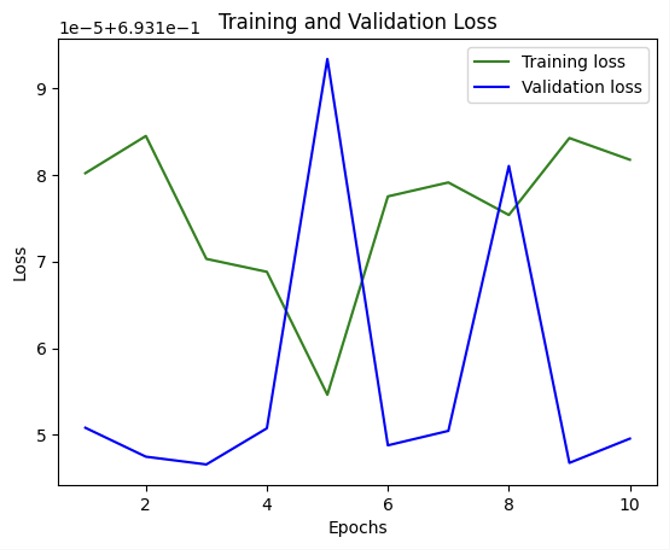 Training and Validation Loss
1e−5+6.931e−1
Training loss
Validation loss
9
8
7
6
5
Loss
2 4 6 8 10
Epochs